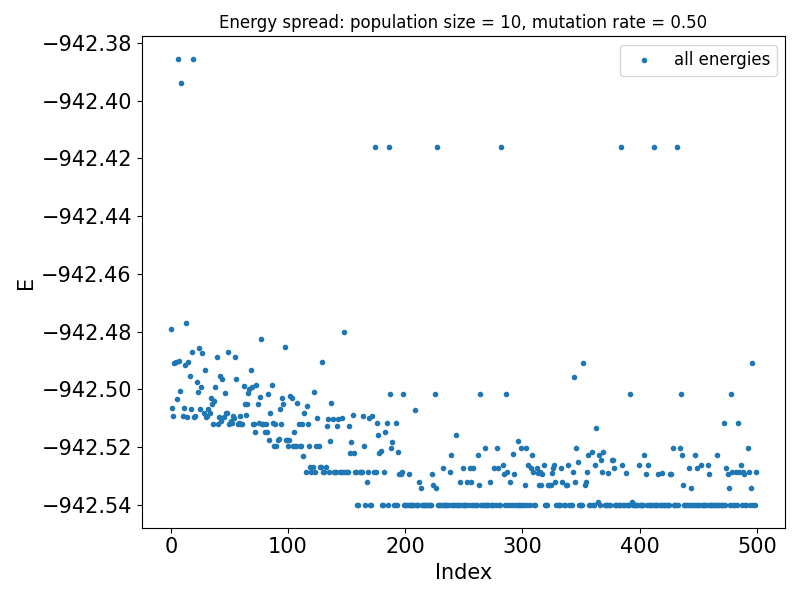 Energy spread: population size = 10, mutation rate = 0.50
all energies
E
−942.38
−942.40
−942.42
−942.44
−942.46
−942.48
−942.50
−942.52
−942.54
0 100 200 300 400 500
Index